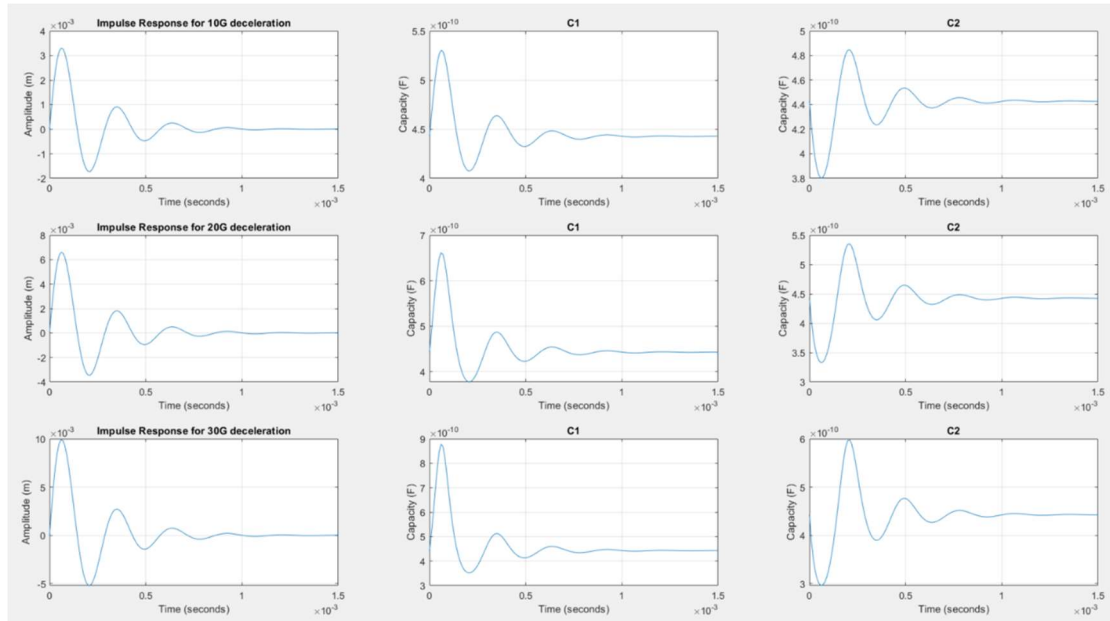 Impulse Response for 10G deceleration
×10⁻³
Amplitude (m)
4
3
2
1
0
-1
-2
0 0.5 1 1.5
Time (seconds)
×10⁻³
C1
×10⁻¹⁰
Capacity (F)
5.5
5
4.5
4
0 0.5 1 1.5
Time (seconds)
×10⁻³
C2
×10⁻¹⁰
Capacity (F)
5
4.8
4.6
4.4
4.2
4
3.8
0 0.5 1 1.5
Time (seconds)
×10⁻³
Impulse Response for 20G deceleration
×10⁻³
Amplitude (m)
8
6
4
2
0
-2
-4
0 0.5 1 1.5
Time (seconds)
×10⁻³
C1
×10⁻¹⁰
Capacity (F)
7
6
5
4
0 0.5 1 1.5
Time (seconds)
×10⁻³
C2
×10⁻¹⁰
Capacity (F)
5.5
5
4.5
4
3.5
3
0 0.5 1 1.5
Time (seconds)
×10⁻³
Impulse Response for 30G deceleration
×10⁻³
Amplitude (m)
10
5
0
-5
0 0.5 1 1.5
Time (seconds)
×10⁻³
C1
×10⁻¹⁰
Capacity (F)
9
8
7
6
5
4
3
0 0.5 1 1.5
Time (seconds)
×10⁻³
C2
×10⁻¹⁰
Capacity (F)
6
5
4
3
0 0.5 1 1.5
Time (seconds)
×10⁻³